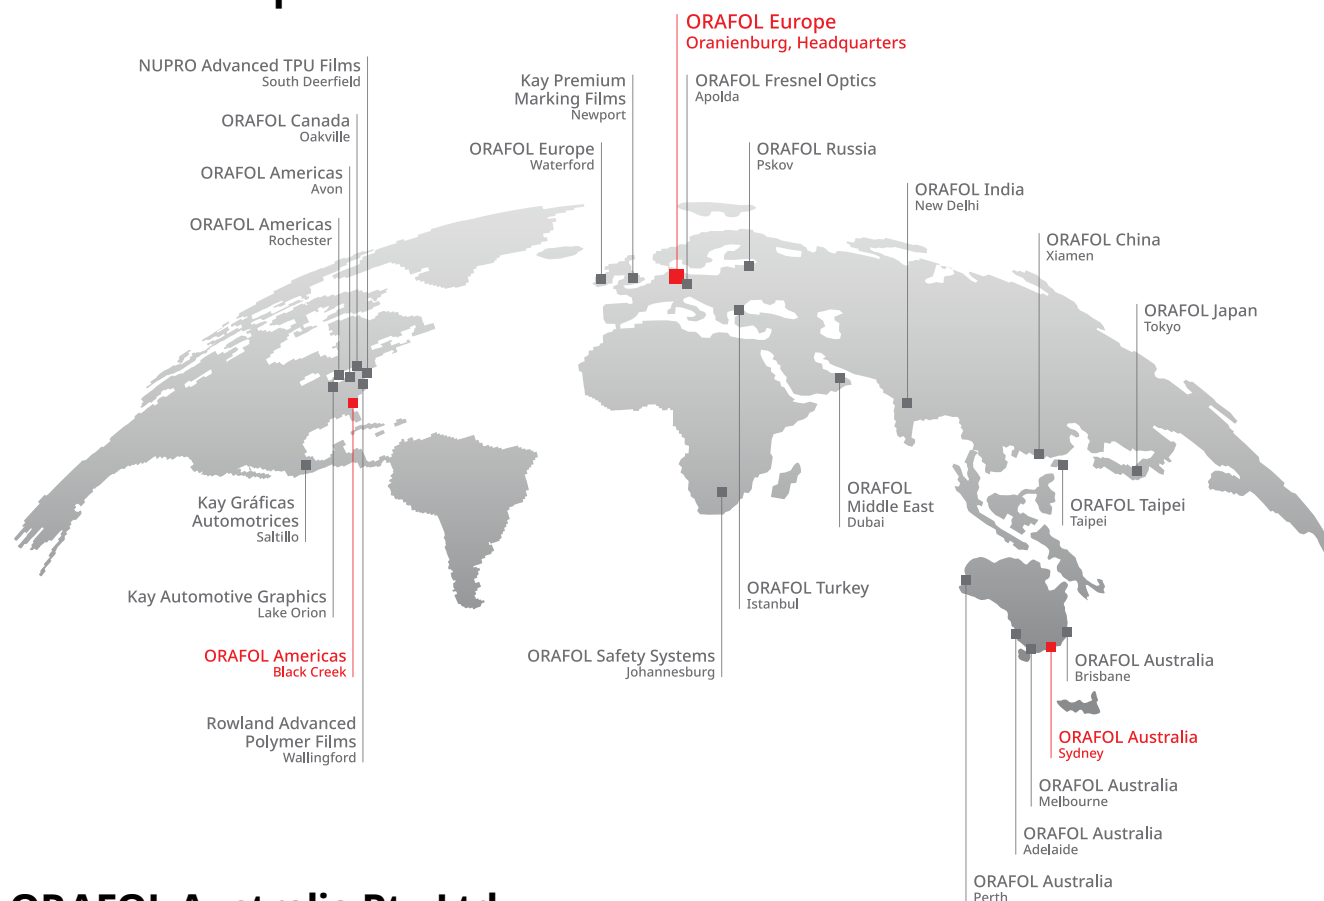 ORAFOL Europe
Oranienburg, Headquarters
NUPRO Advanced TPU Films
South Deerfield
Kay Premium
Marking Films
Newport
ORAFOL Fresnel Optics
Apolda
ORAFOL Canada
Oakville
ORAFOL Europe
Waterford
ORAFOL Russia
Pskov
ORAFOL Americas
Avon
ORAFOL India
New Delhi
ORAFOL Americas
Rochester
ORAFOL China
Xiamen
ORAFOL Japan
Tokyo
Kay Gráficas
Automotrices
Saltillo
ORAFOL
Middle East
Dubai
ORAFOL Taipei
Taipei
Kay Automotive Graphics
Lake Orion
ORAFOL Turkey
Istanbul
ORAFOL Americas
Black Creek
ORAFOL Safety Systems
Johannesburg
ORAFOL Australia
Brisbane
Rowland Advanced
Polymer Films
Wallingford
ORAFOL Australia
Sydney
ORAFOL Australia
Melbourne
ORAFOL Australia
Adelaide
ORAFOL Australia
Perth
ORAFOL Australia Pty Ltd